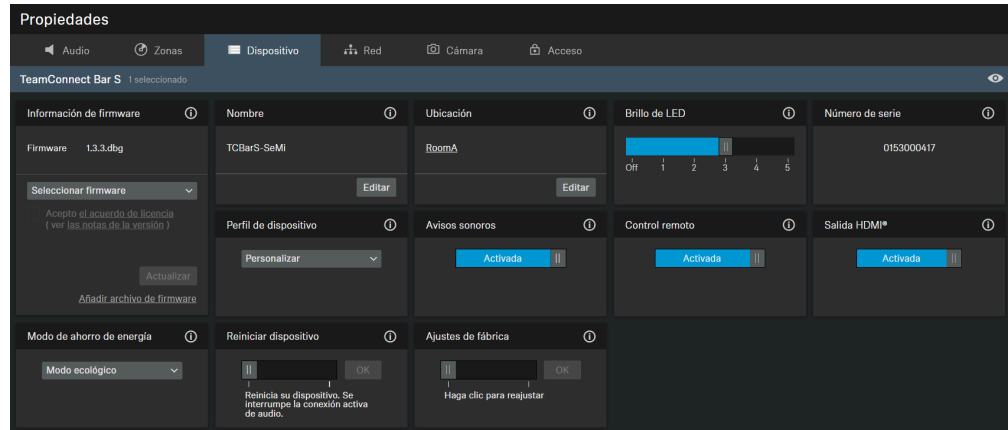 Propiedades
Audio
Zonas
Dispositivo
Red
Cámara
Acceso
TeamConnect Bar S 1 seleccionado
Información de firmware
Firmware 1.3.3.dbg
Seleccionar firmware
Acepto el acuerdo de licencia
( ver las notas de la versión )
Actualizar
Añadir archivo de firmware
Nombre
TCBarS-SeMi
Editar
Ubicación
RoomA
Editar
Brillo de LED
Off 1 2 3 4 5
Número de serie
0153000417
Perfil de dispositivo
Personalizar
Avisos sonoros
Activada
Control remoto
Activada
Salida HDMI®
Activada
Modo de ahorro de energía
Modo ecológico
Reiniciar dispositivo
OK
Reinicia su dispositivo. Se
interrumpe la conexión activa
de audio.
Ajustes de fábrica
OK
Haga clic para reajustar